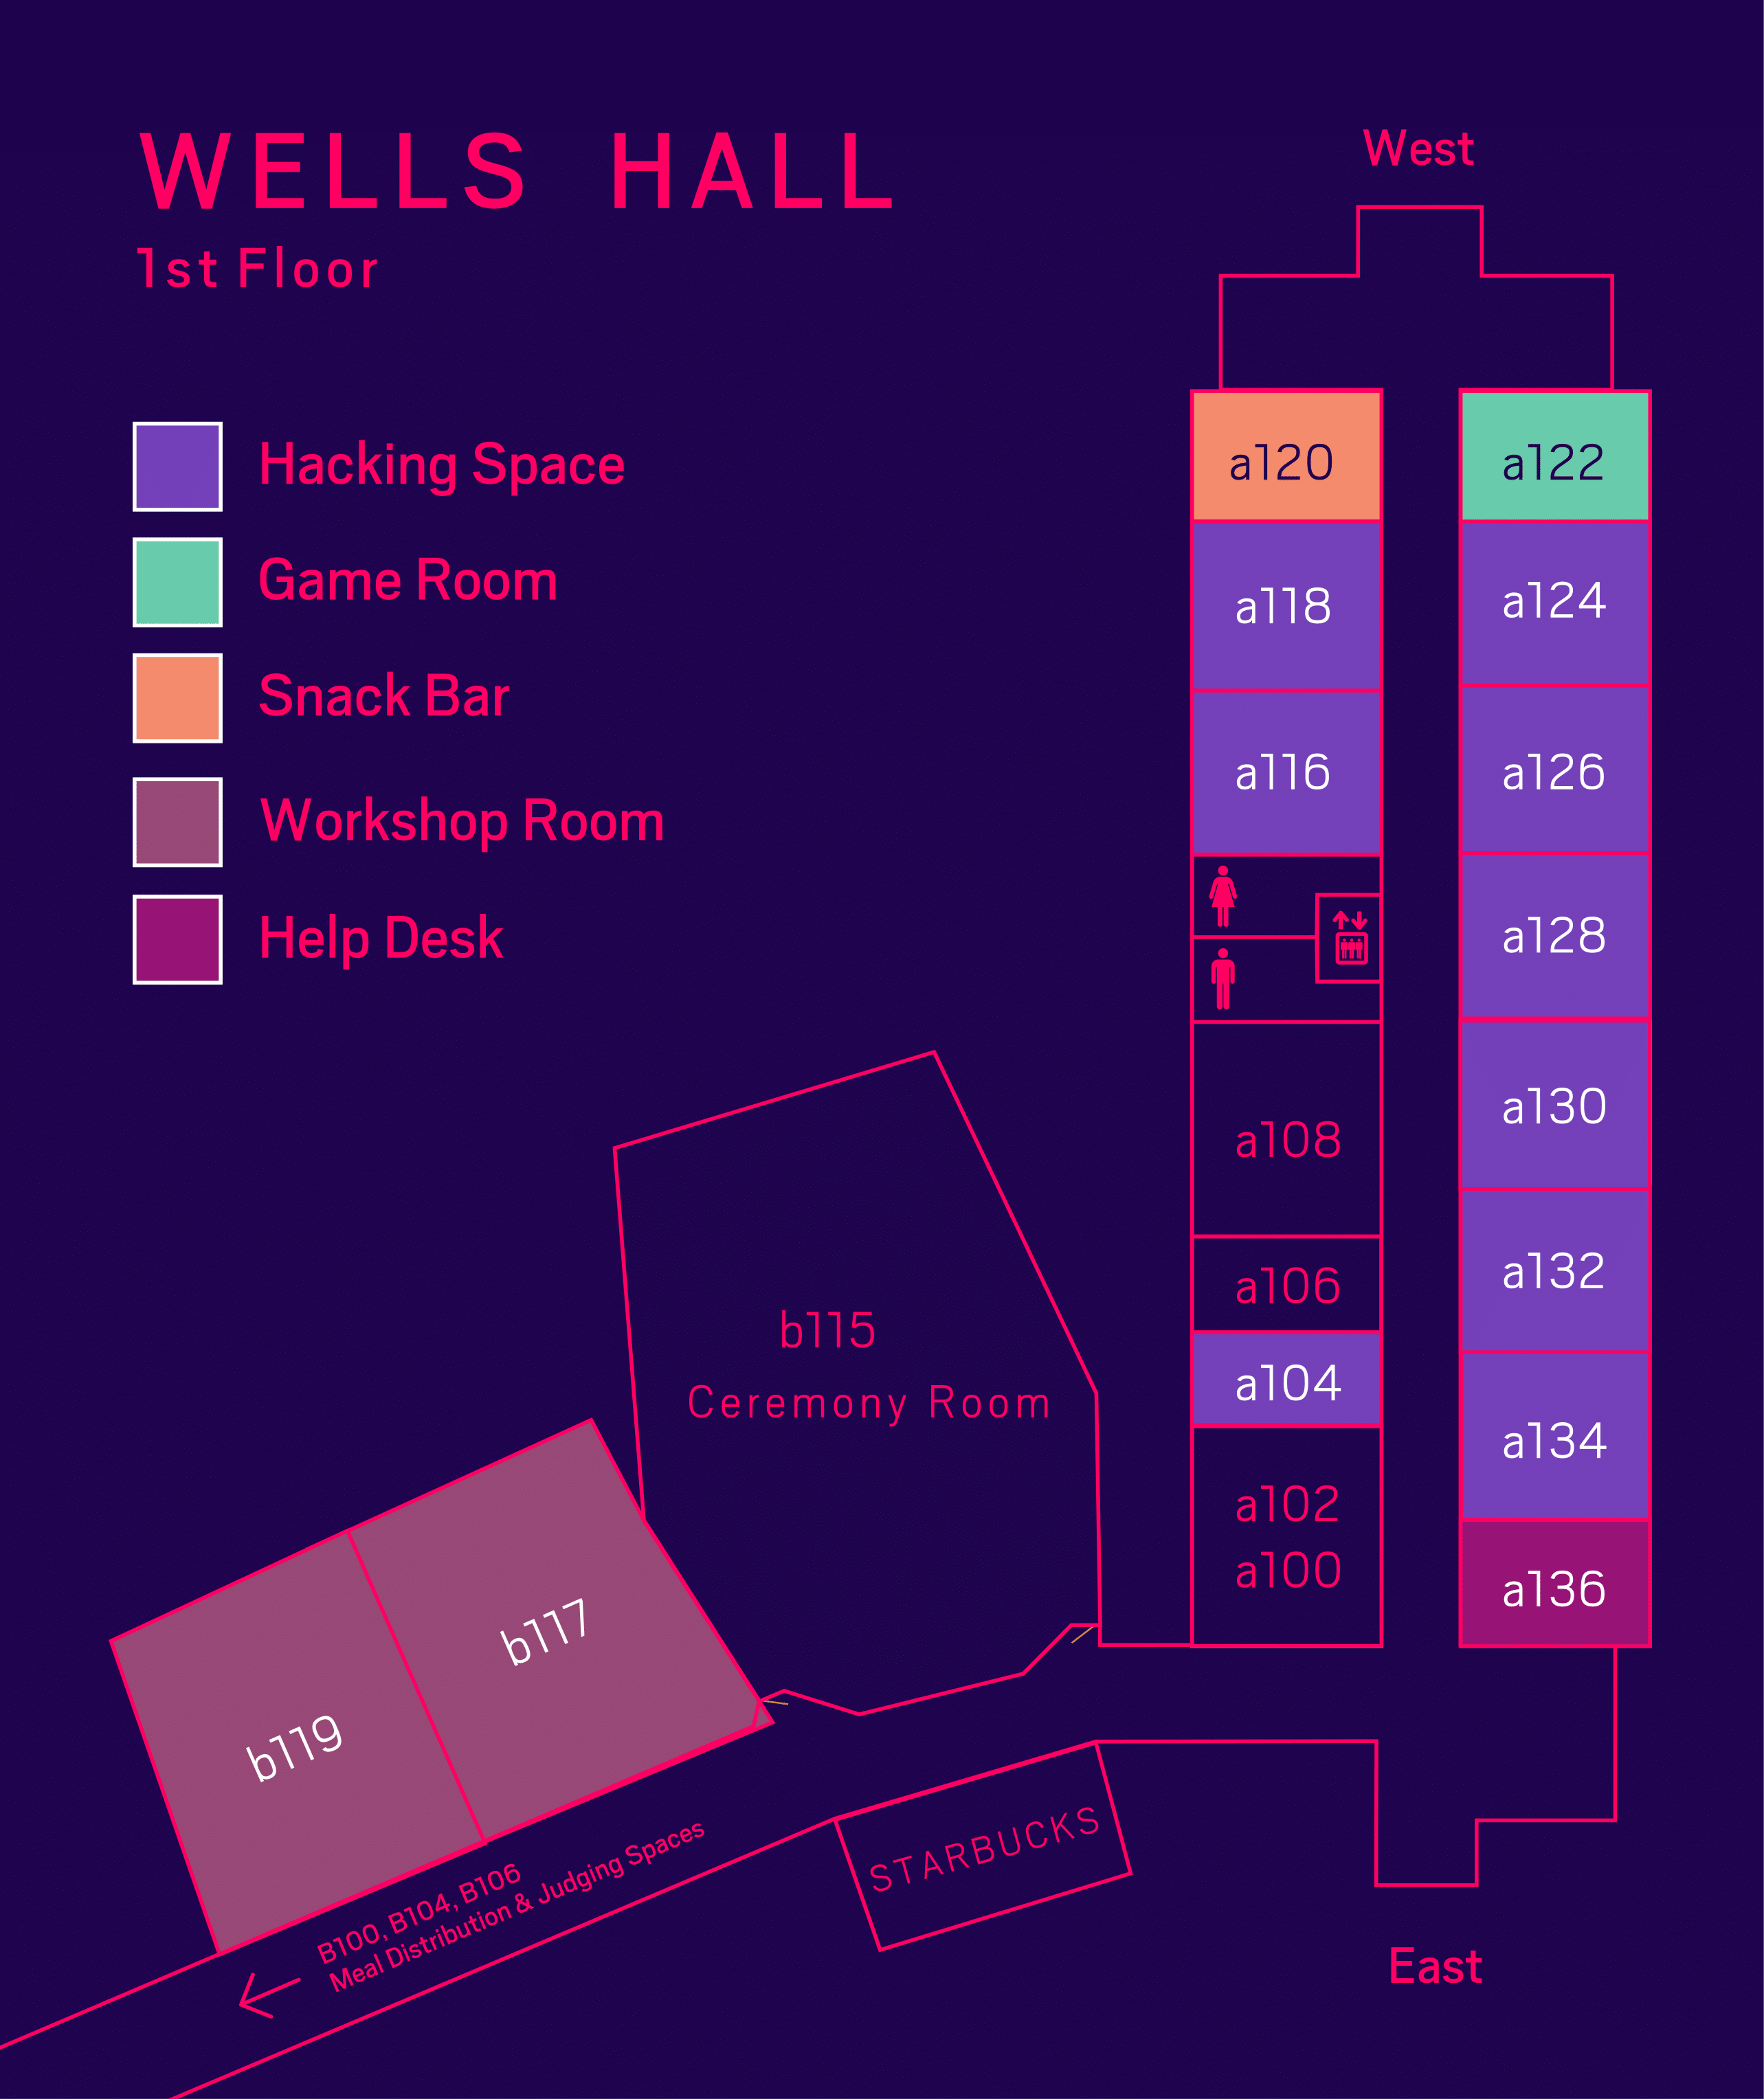 WELLS HALL
1st Floor
Hacking Space
Game Room
Snack Bar
Workshop Room
Help Desk
West
a120
a118
a116
a108
a106
a104
a102
a100
a122
a124
a126
a128
a130
a132
a134
a136
b115
Ceremony Room
b117
b119
B100, B104, B106
Meal Distribution & Judging Spaces
STARBUCKS
East